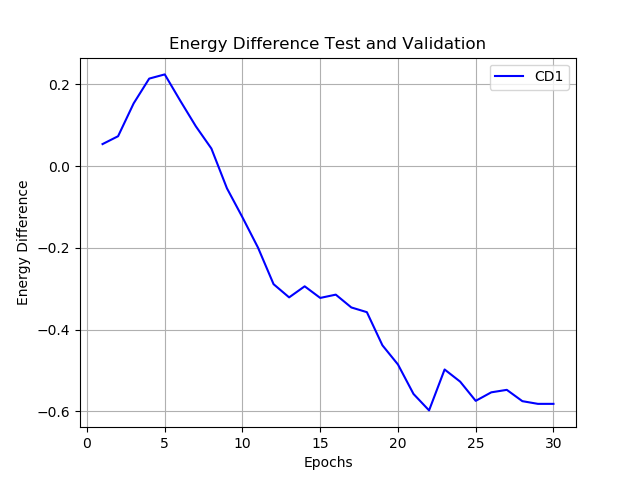 Energy Difference Test and Validation
CD1
Energy Difference
0.2
0.0
−0.2
−0.4
−0.6
0 5 10 15 20 25 30
Epochs